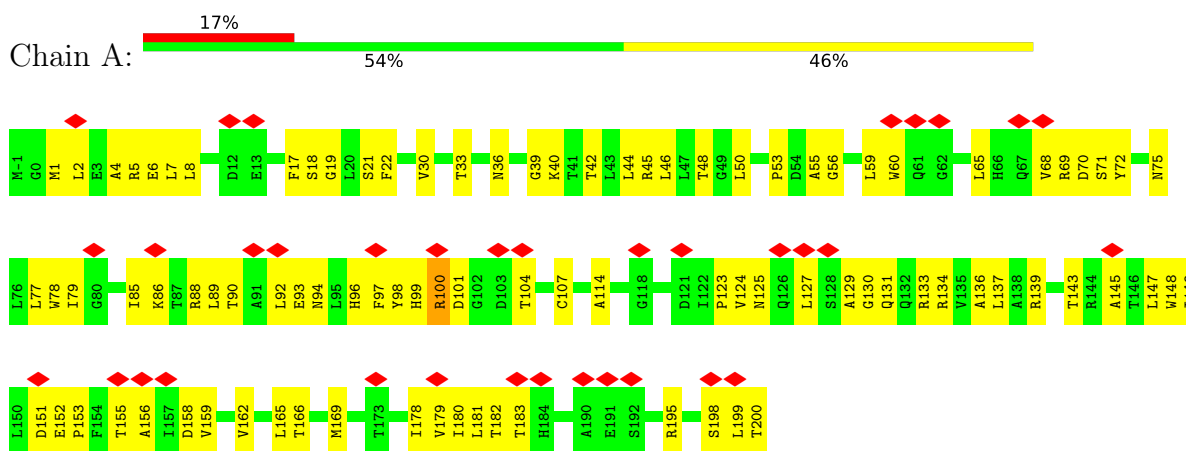 17%
Chain A:
54% 46%
M-1 G0 M1 L2 E3 A4 R5 E6 L7 L8 D12 E13 F17 S18 G19 L20 S21 F22 V30 T33 N36 G39 K40 T41 T42 L43 L44 R45 L46 L47 T48 G49 L50 P53 D54 A55 G56 L59 W60 Q61 G62 L65 H66 Q67 V68 R69 D70 S71 Y72 N75
L76 L77 W78 I79 G80 I85 K86 T87 R88 L89 T90 A91 L92 E93 N94 L95 H96 F97 Y98 H99 R100 D101 G102 D103 T104 C107 A114 G118 D121 I122 P123 V124 N125 Q126 L127 S128 A129 G130 Q131 Q132 R133 R134 V135 A136 L137 A138 R139 T143 R144 A145 T146 L147 W148
L150 D151 E152 P153 F154 T155 A156 I157 D158 V159 V162 L165 T166 M169 T173 I178 V179 I180 L181 T182 T183 H184 A190 E191 S192 R195 S198 L199 T200